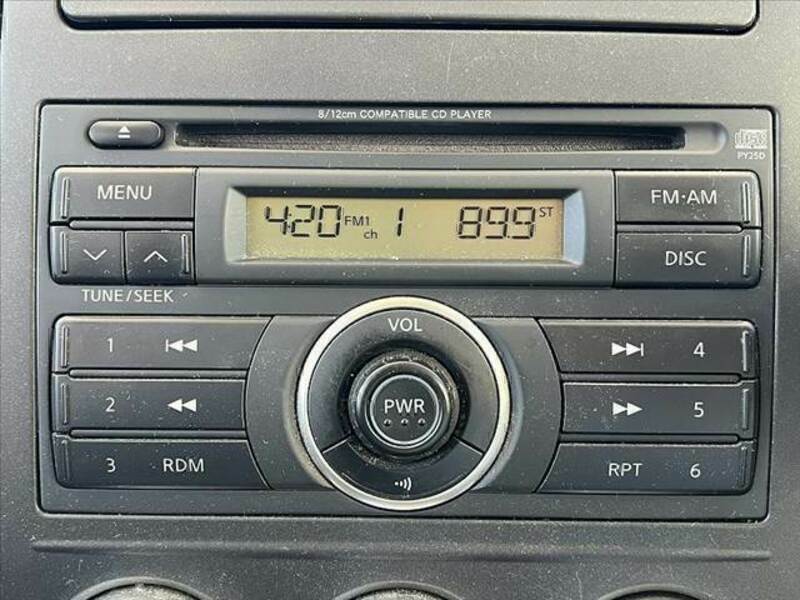 8/12cm COMPATIBLE CD PLAYER
PY25D
MENU
4:20 FM1 ch 1 89.9 ST
FM·AM
DISC
TUNE/SEEK
VOL
1
4
PWR
2
5
3 RDM
RPT 6